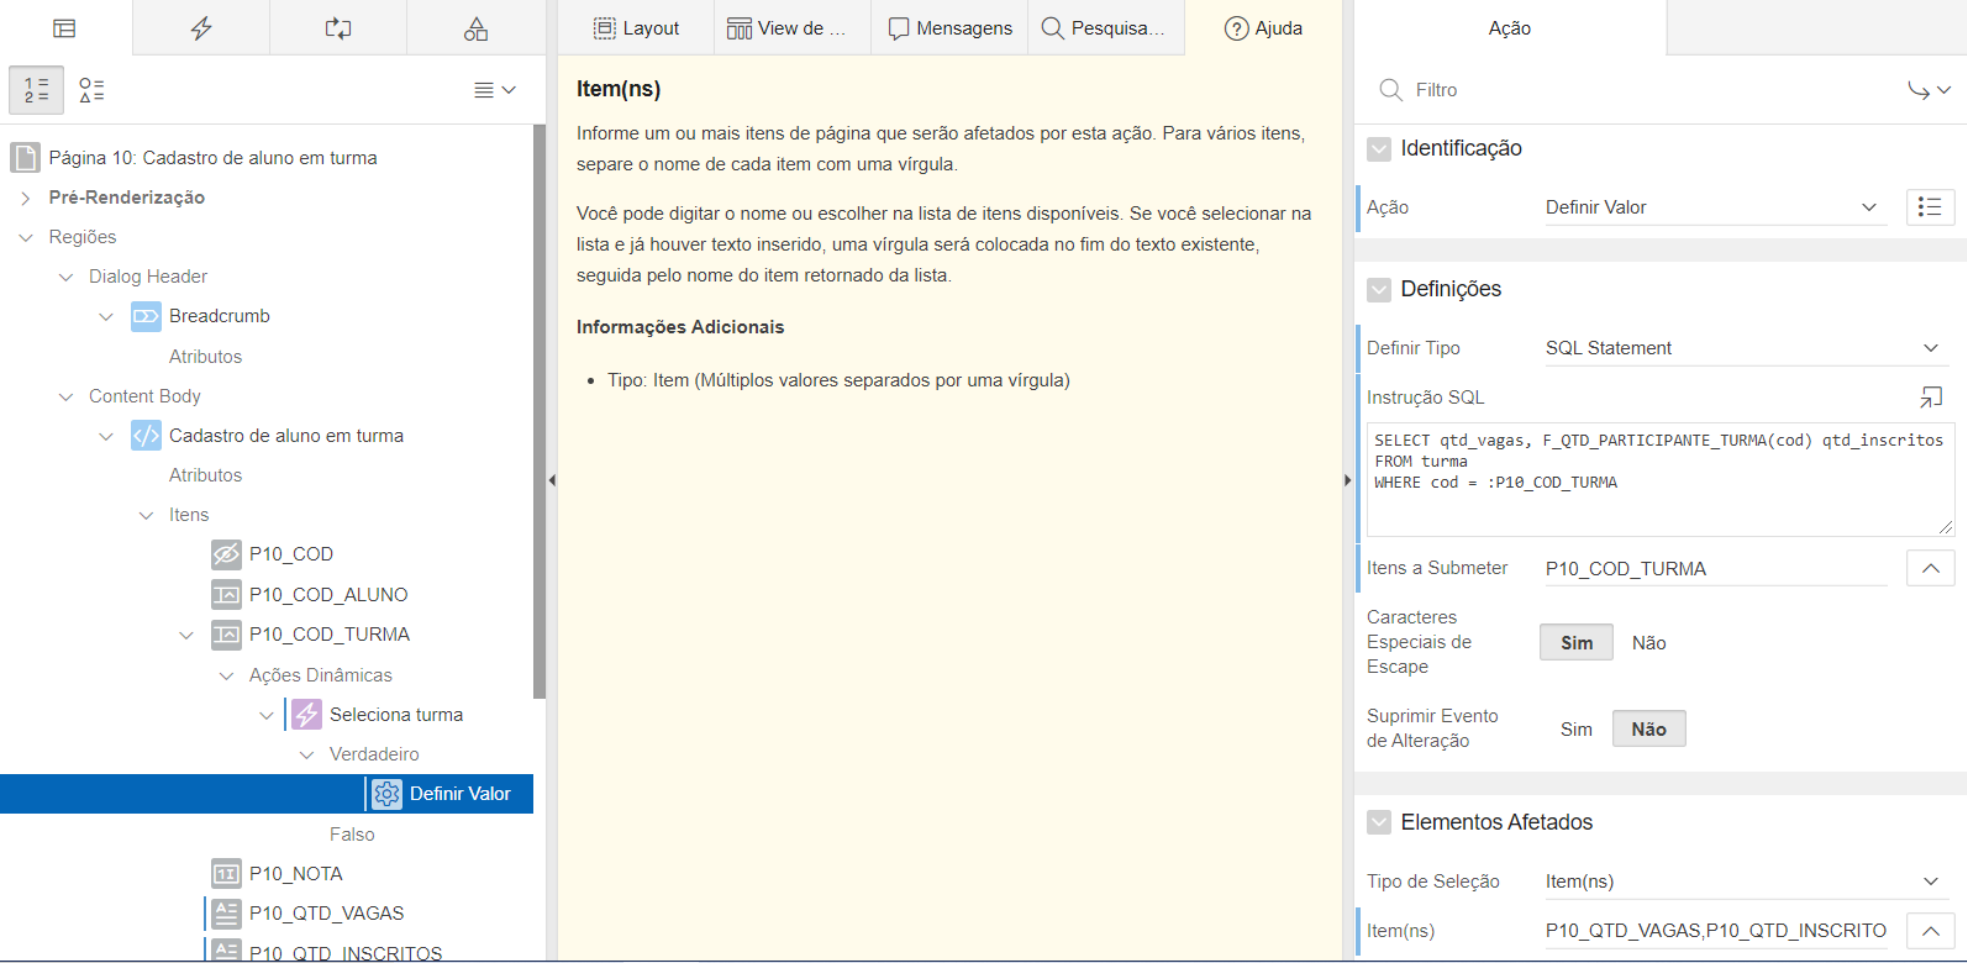 Página 10: Cadastro de aluno em turma
Pré-Renderização
Regiões
Dialog Header
Breadcrumb
Atributos
Content Body
Cadastro de aluno em turma
Atributos
Itens
P10_COD
P10_COD_ALUNO
P10_COD_TURMA
Ações Dinâmicas
Seleciona turma
Verdadeiro
Definir Valor
Falso
P10_NOTA
P10_QTD_VAGAS
P10_QTD_INSCRITOS
Layout
View de ...
Mensagens
Pesquisa...
Ajuda
Item(ns)
Informe um ou mais itens de página que serão afetados por esta ação. Para vários itens,
separe o nome de cada item com uma vírgula.
Você pode digitar o nome ou escolher na lista de itens disponíveis. Se você selecionar na
lista e já houver texto inserido, uma vírgula será colocada no fim do texto existente,
seguida pelo nome do item retornado da lista.
Informações Adicionais
• Tipo: Item (Múltiplos valores separados por uma vírgula)
Ação
Filtro
Identificação
Ação Definir Valor
Definições
Definir Tipo SQL Statement
Instrução SQL
SELECT qtd_vagas, F_QTD_PARTICIPANTE_TURMA(cod) qtd_inscritos
FROM turma
WHERE cod = :P10_COD_TURMA
Itens a Submeter P10_COD_TURMA
Caracteres
Especiais de
Escape
Sim Não
Suprimir Evento
de Alteração
Sim Não
Elementos Afetados
Tipo de Seleção Item(ns)
Item(ns) P10_QTD_VAGAS,P10_QTD_INSCRITO